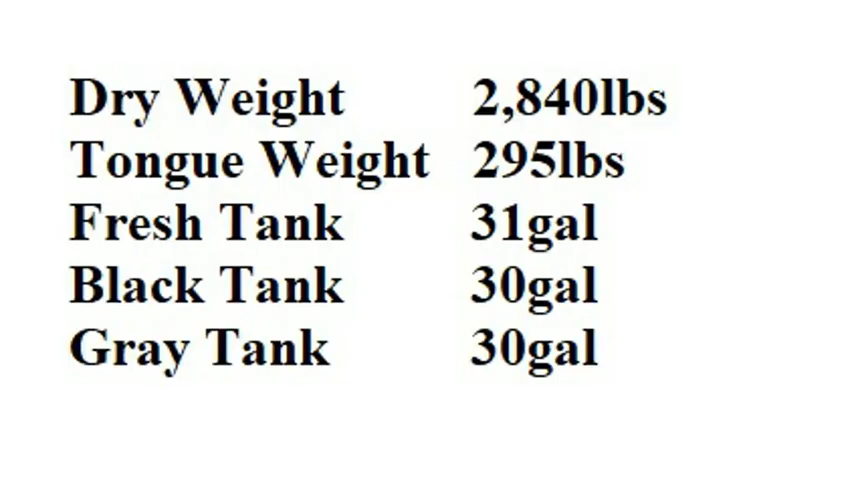 Dry Weight 2,840lbs
Tongue Weight 295lbs
Fresh Tank 31gal
Black Tank 30gal
Gray Tank 30gal